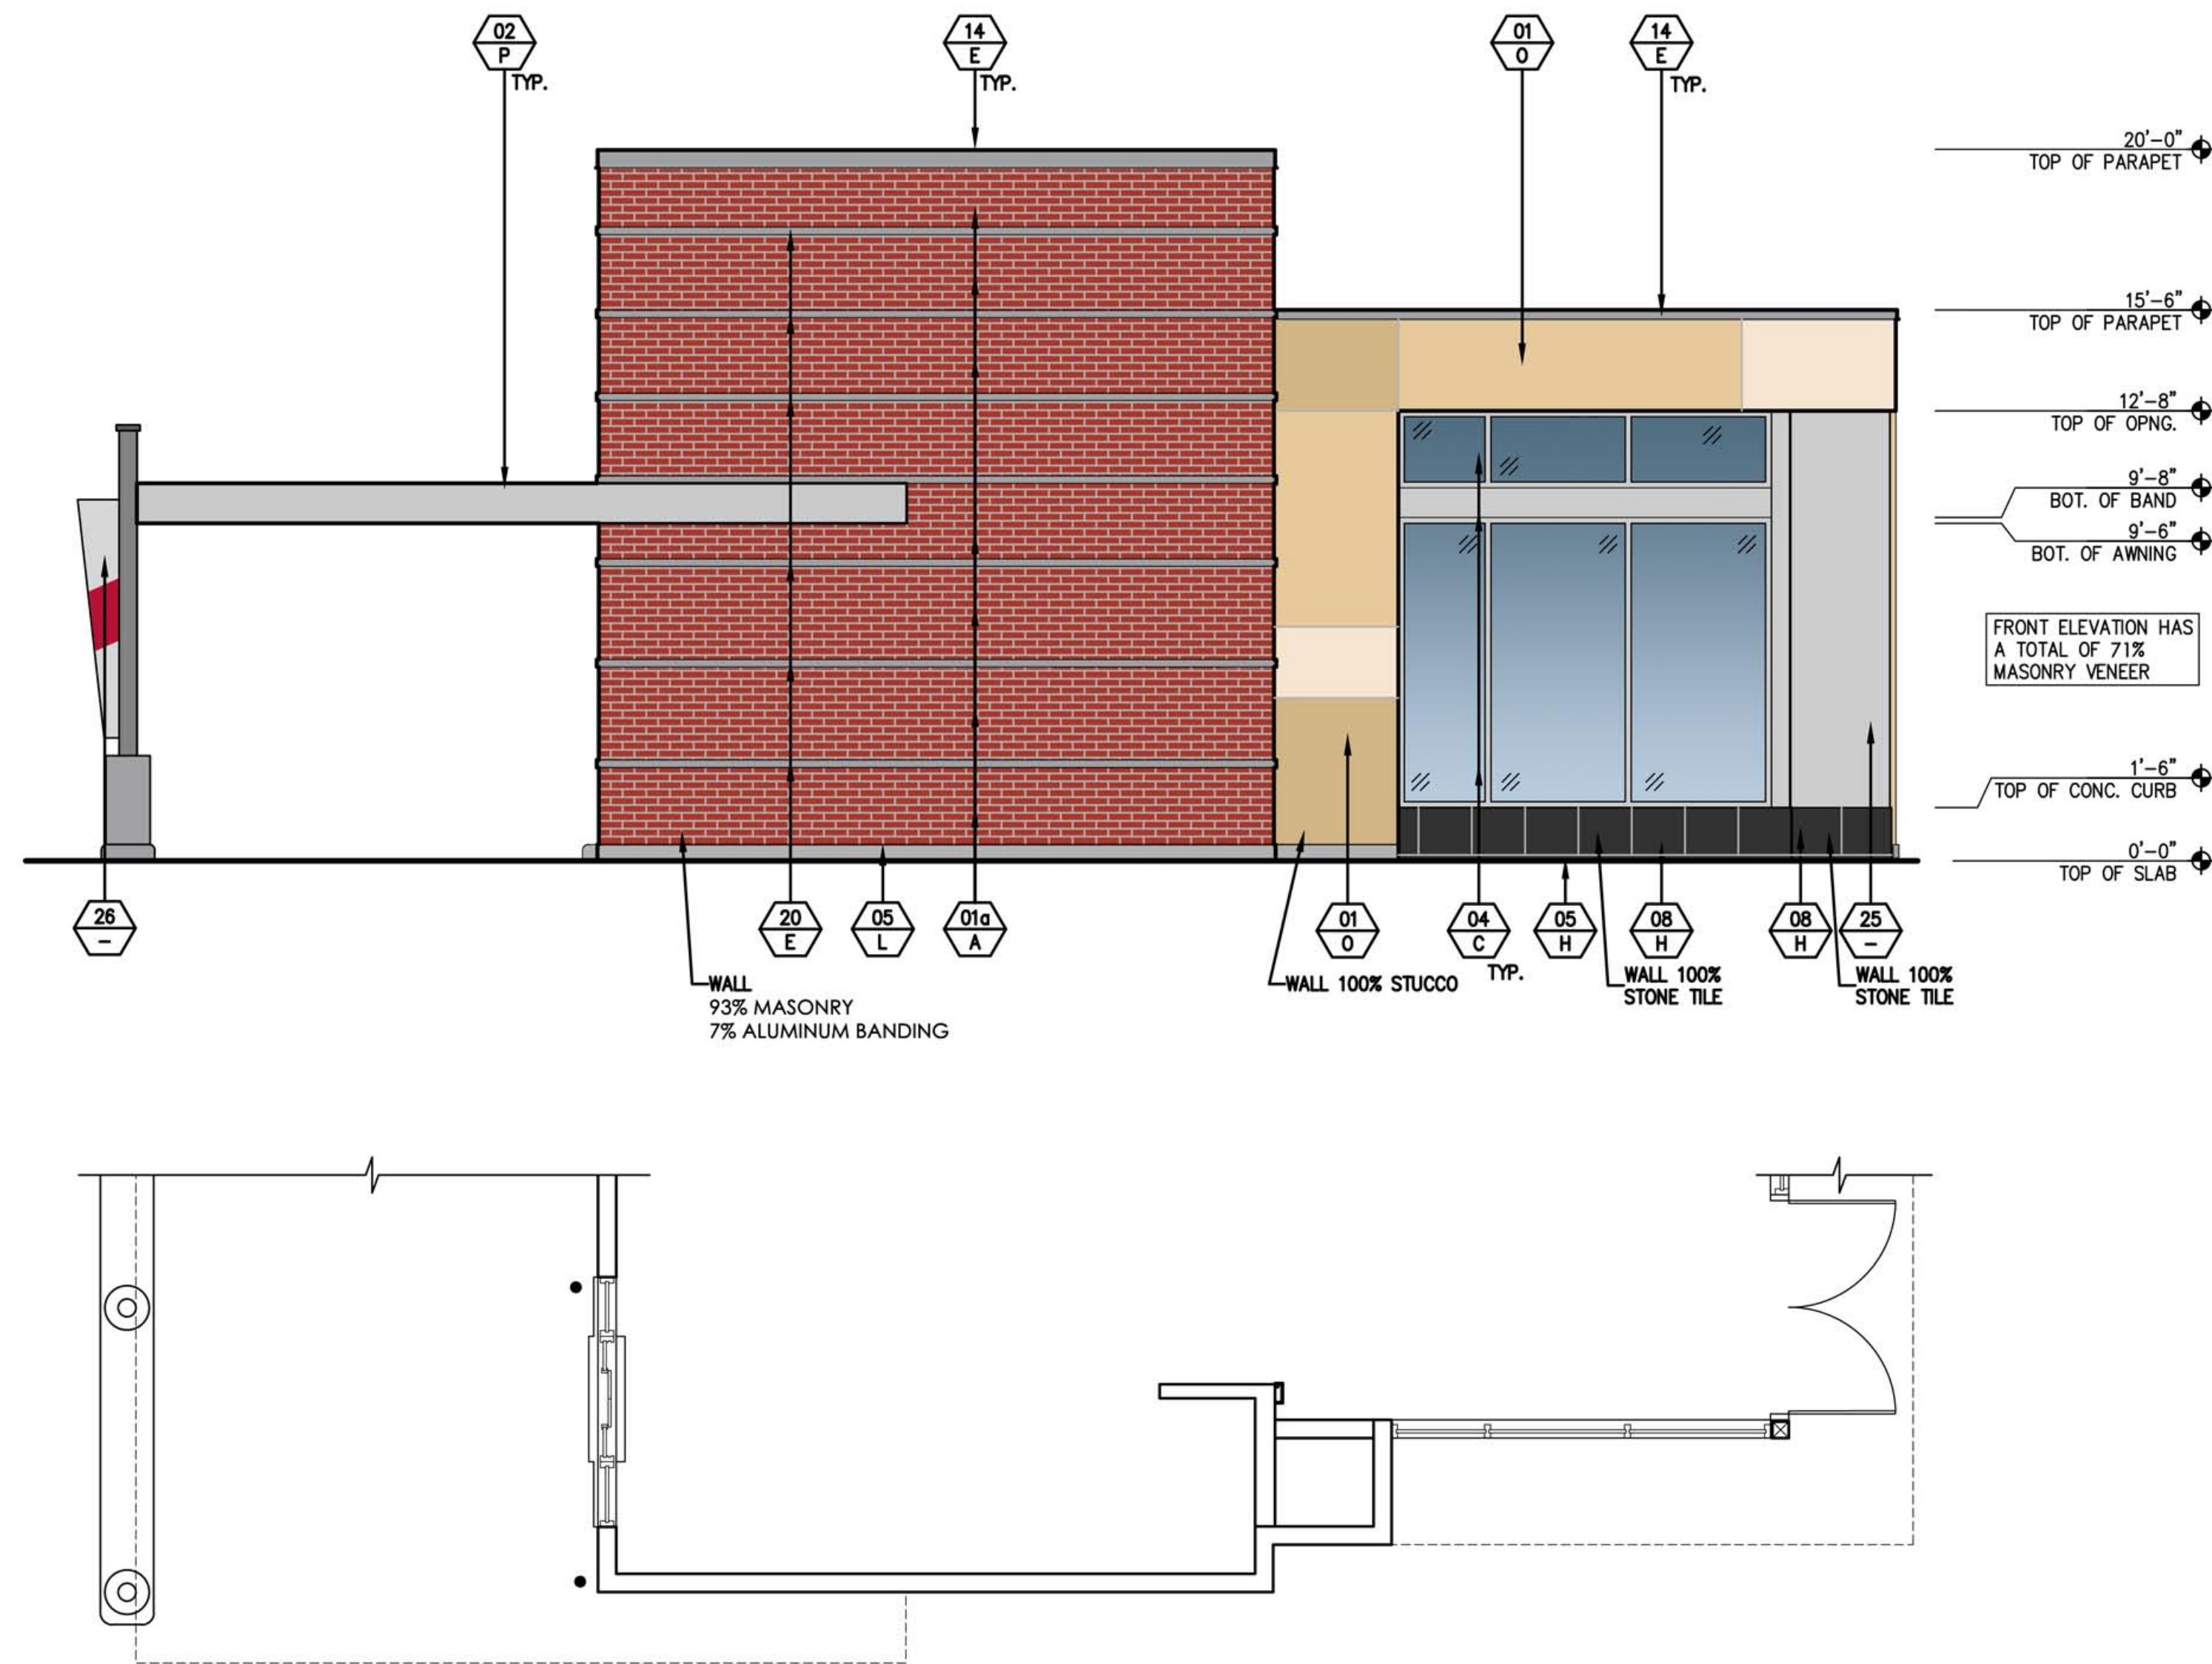 02
P
TYP.
14
E
TYP.
01
O
14
E
TYP.
20'-0"
TOP OF PARAPET
15'-6"
TOP OF PARAPET
12'-8"
TOP OF OPNG.
9'-8"
BOT. OF BAND
9'-6"
BOT. OF AWNING
FRONT ELEVATION HAS
A TOTAL OF 71%
MASONRY VENEER
1'-6"
TOP OF CONC. CURB
0'-0"
TOP OF SLAB
26
–
20
E
05
L
01a
A
01
O
04
C
TYP.
05
H
08
H
08
H
25
–
WALL
93% MASONRY
7% ALUMINUM BANDING
WALL 100% STUCCO
WALL 100%
STONE TILE
WALL 100%
STONE TILE